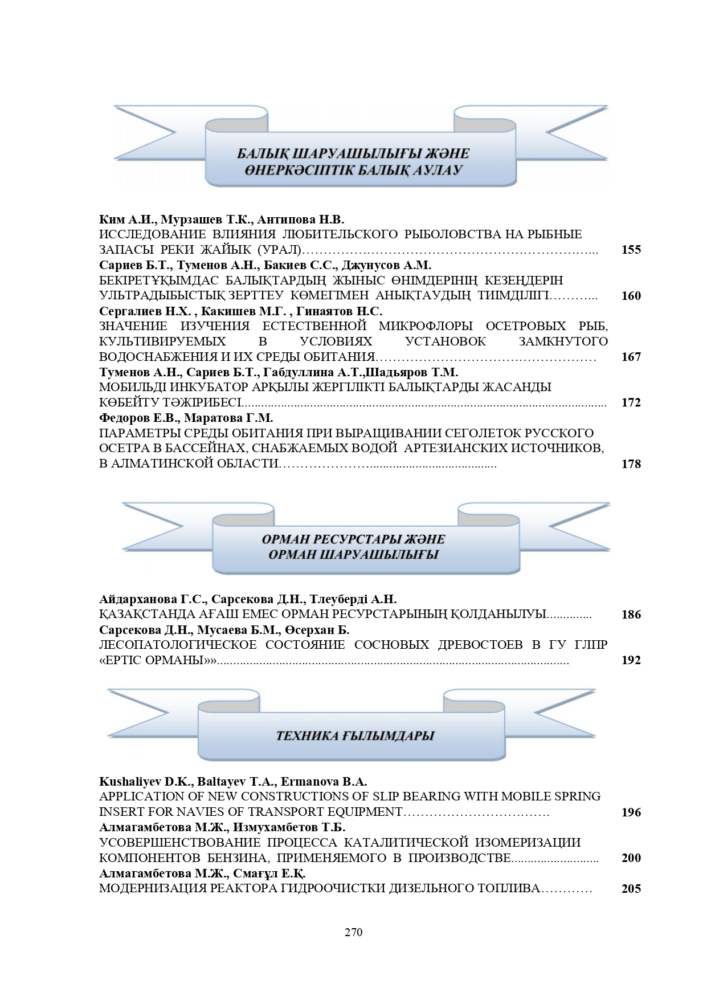 БАЛЫҚ ШАРУАШЫЛЫҒЫ ЖӘНЕ
ӨНЕРКӘСІПТІК БАЛЫҚ АУЛАУ
Ким А.И., Мурзашев Т.К., Антипова Н.В.
ИССЛЕДОВАНИЕ ВЛИЯНИЯ ЛЮБИТЕЛЬСКОГО РЫБОЛОВСТВА НА РЫБНЫЕ
ЗАПАСЫ РЕКИ ЖАЙЫК (УРАЛ)…………………………………………………………... 155
Сариев Б.Т., Туменов А.Н., Бакиев С.С., Джунусов А.М.
БЕКІРЕТҰҚЫМДАС БАЛЫҚТАРДЫҢ ЖЫНЫС ӨНІМДЕРІНІҢ КЕЗЕҢДЕРІН
УЛЬТРАДЫБЫСТЫҚ ЗЕРТТЕУ КӨМЕГІМЕН АНЫҚТАУДЫҢ ТИІМДІЛІГІ………... 160
Сергалиев Н.Х. , Какишев М.Г. , Гинаятов Н.С.
ЗНАЧЕНИЕ ИЗУЧЕНИЯ ЕСТЕСТВЕННОЙ МИКРОФЛОРЫ ОСЕТРОВЫХ РЫБ,
КУЛЬТИВИРУЕМЫХ В УСЛОВИЯХ УСТАНОВОК ЗАМКНУТОГО
ВОДОСНАБЖЕНИЯ И ИХ СРЕДЫ ОБИТАНИЯ…………………………………………… 167
Туменов А.Н., Сариев Б.Т., Габдуллина А.Т.,Шадьяров Т.М.
МОБИЛЬДІ ИНКУБАТОР АРҚЫЛЫ ЖЕРГІЛІКТІ БАЛЫҚТАРДЫ ЖАСАНДЫ
КӨБЕЙТУ ТӘЖІРИБЕСІ................................................................................................................ 172
Федоров Е.В., Маратова Г.М.
ПАРАМЕТРЫ СРЕДЫ ОБИТАНИЯ ПРИ ВЫРАЩИВАНИИ СЕГОЛЕТОК РУССКОГО
ОСЕТРА В БАССЕЙНАХ, СНАБЖАЕМЫХ ВОДОЙ АРТЕЗИАНСКИХ ИСТОЧНИКОВ,
В АЛМАТИНСКОЙ ОБЛАСТИ…………………....................................... 178
ОРМАН РЕСУРСТАРЫ ЖӘНЕ
ОРМАН ШАРУАШЫЛЫҒЫ
Айдарханова Г.С., Сарсекова Д.Н., Тлеуберді А.Н.
ҚАЗАҚСТАНДА АҒАШ ЕМЕС ОРМАН РЕСУРСТАРЫНЫҢ ҚОЛДАНЫЛУЫ.............. 186
Сарсекова Д.Н., Мусаева Б.М., Өсерхан Б.
ЛЕСОПАТОЛОГИЧЕСКОЕ СОСТОЯНИЕ СОСНОВЫХ ДРЕВОСТОЕВ В ГУ ГЛПР
«ЕРТІС ОРМАНЫ»»............................................................................................................ 192
ТЕХНИКА ҒЫЛЫМДАРЫ
Kushaliyev D.K., Baltayev T.A., Ermanova B.A.
APPLICATION OF NEW CONSTRUCTIONS OF SLIP BEARING WITH MOBILE SPRING
INSERT FOR NAVIES OF TRANSPORT EQUIPMENT……………………………. 196
Алмагамбетова М.Ж., Измухамбетов Т.Б.
УСОВЕРШЕНСТВОВАНИЕ ПРОЦЕССА КАТАЛИТИЧЕСКОЙ ИЗОМЕРИЗАЦИИ
КОМПОНЕНТОВ БЕНЗИНА, ПРИМЕНЯЕМОГО В ПРОИЗВОДСТВЕ........................... 200
Алмагамбетова М.Ж., Смағұл Е.Қ.
МОДЕРНИЗАЦИЯ РЕАКТОРА ГИДРООЧИСТКИ ДИЗЕЛЬНОГО ТОПЛИВА………… 205
270